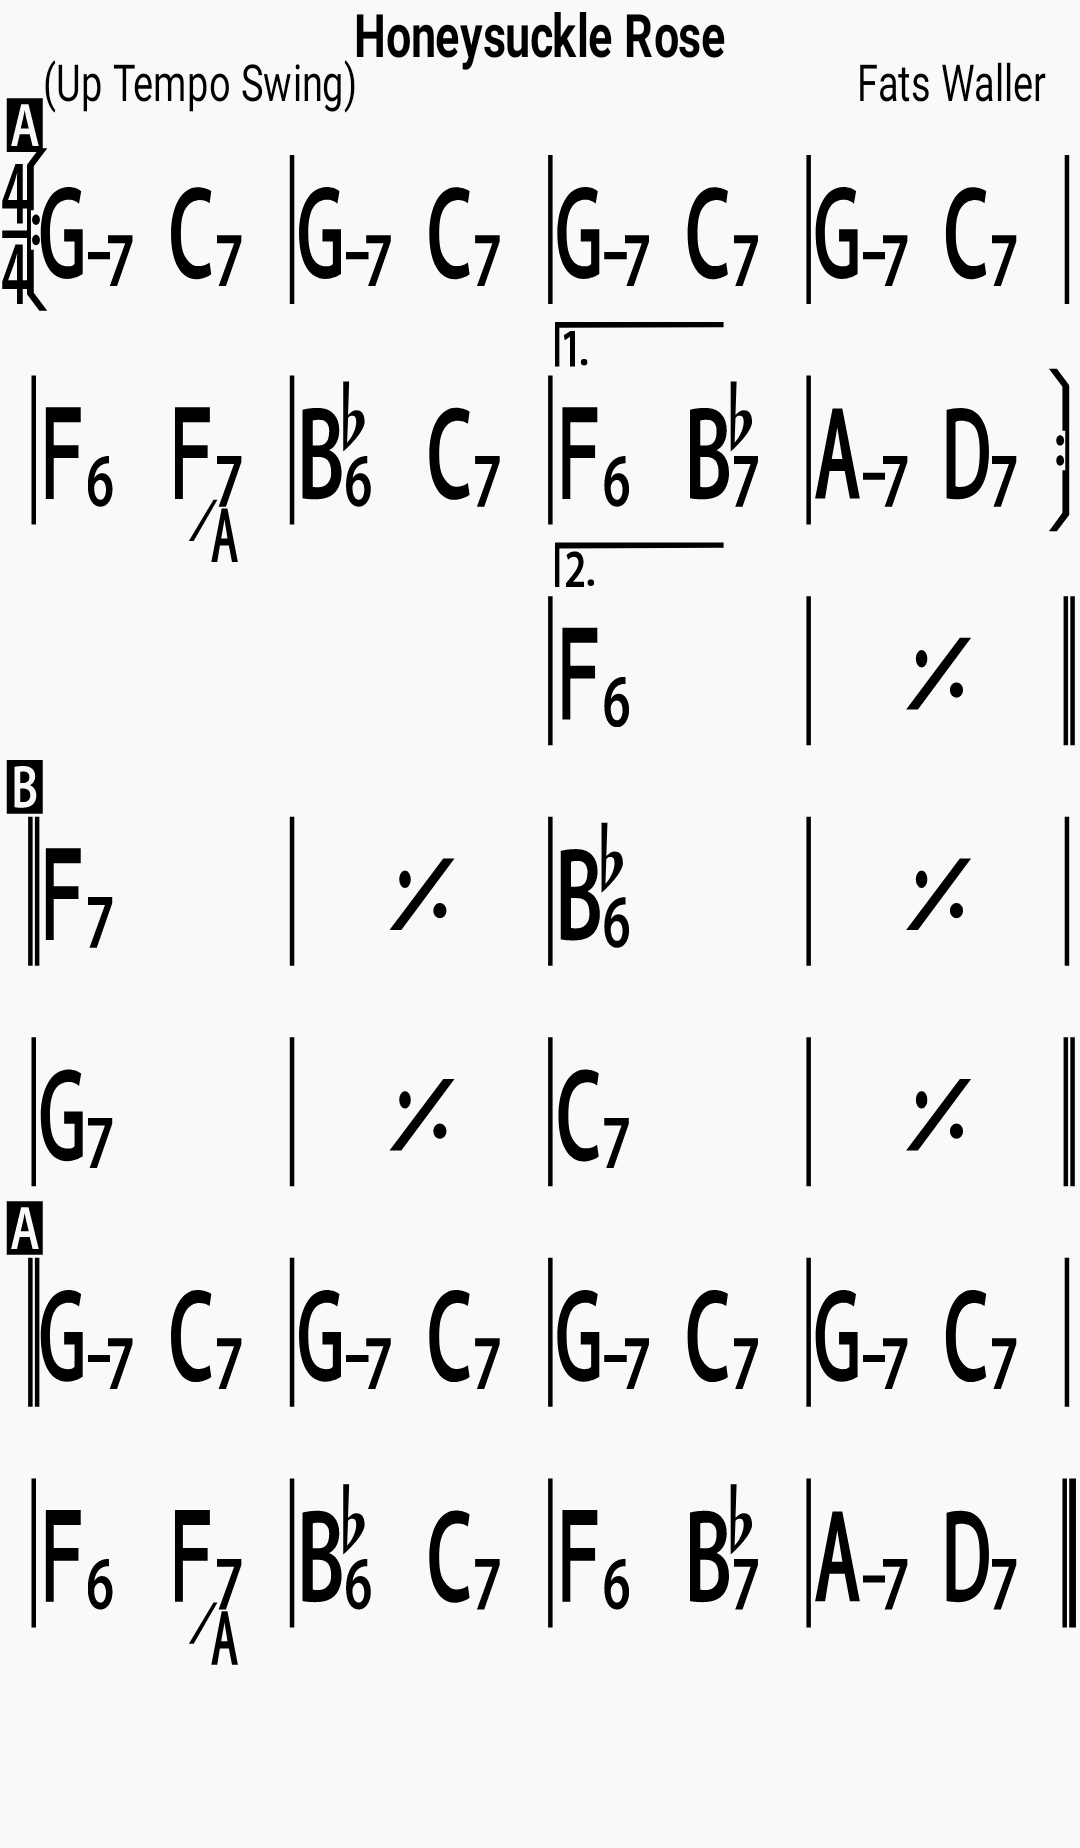 Honeysuckle Rose
(Up Tempo Swing) Fats Waller
A
4/4 G-7 C7 G-7 C7 G-7 C7 G-7 C7
1.
F6 F7/A B♭6 C7 F6 B♭7 A-7 D7
2.
F6 𝄎
B
F7 𝄎 B♭6 𝄎
G7 𝄎 C7 𝄎
A
G-7 C7 G-7 C7 G-7 C7 G-7 C7
F6 F7/A B♭6 C7 F6 B♭7 A-7 D7